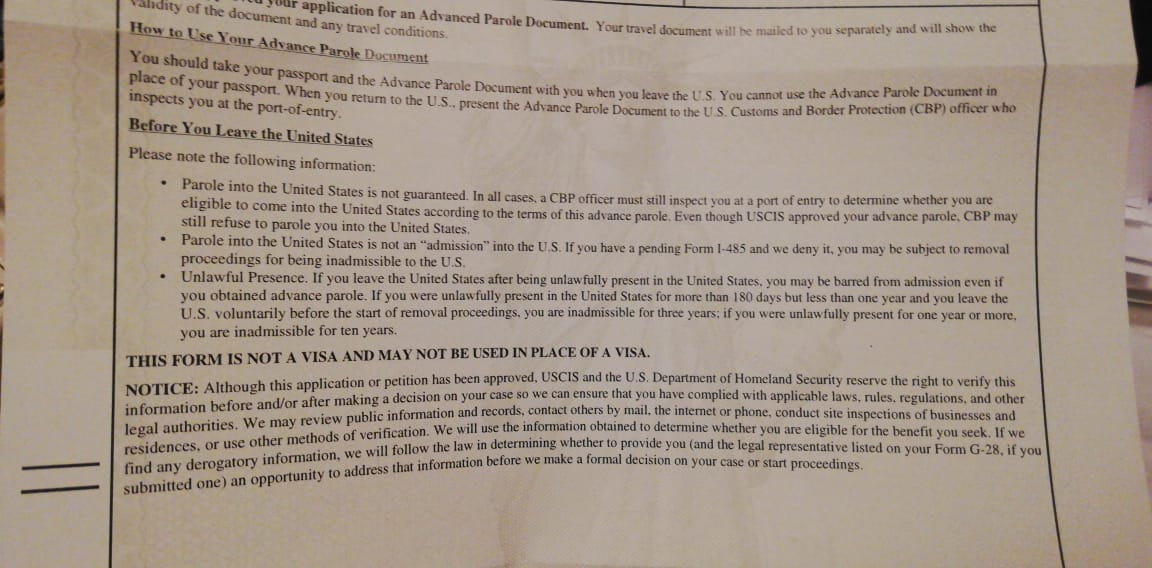 your application for an Advanced Parole Document. Your travel document will be mailed to you separately and will show the
validity of the document and any travel conditions.
How to Use Your Advance Parole Document
You should take your passport and the Advance Parole Document with you when you leave the U.S. You cannot use the Advance Parole Document in
place of your passport. When you return to the U.S., present the Advance Parole Document to the U.S. Customs and Border Protection (CBP) officer who
inspects you at the port-of-entry.
Before You Leave the United States
Please note the following information:
• Parole into the United States is not guaranteed. In all cases, a CBP officer must still inspect you at a port of entry to determine whether you are
eligible to come into the United States according to the terms of this advance parole. Even though USCIS approved your advance parole, CBP may
still refuse to parole you into the United States.
• Parole into the United States is not an “admission” into the U.S. If you have a pending Form I-485 and we deny it, you may be subject to removal
proceedings for being inadmissible to the U.S.
• Unlawful Presence. If you leave the United States after being unlawfully present in the United States, you may be barred from admission even if
you obtained advance parole. If you were unlawfully present in the United States for more than 180 days but less than one year and you leave the
U.S. voluntarily before the start of removal proceedings, you are inadmissible for three years; if you were unlawfully present for one year or more,
you are inadmissible for ten years.
THIS FORM IS NOT A VISA AND MAY NOT BE USED IN PLACE OF A VISA.
NOTICE: Although this application or petition has been approved, USCIS and the U.S. Department of Homeland Security reserve the right to verify this
information before and/or after making a decision on your case so we can ensure that you have complied with applicable laws, rules, regulations, and other
legal authorities. We may review public information and records, contact others by mail, the internet or phone, conduct site inspections of businesses and
residences, or use other methods of verification. We will use the information obtained to determine whether you are eligible for the benefit you seek. If we
find any derogatory information, we will follow the law in determining whether to provide you (and the legal representative listed on your Form G-28, if you
submitted one) an opportunity to address that information before we make a formal decision on your case or start proceedings.